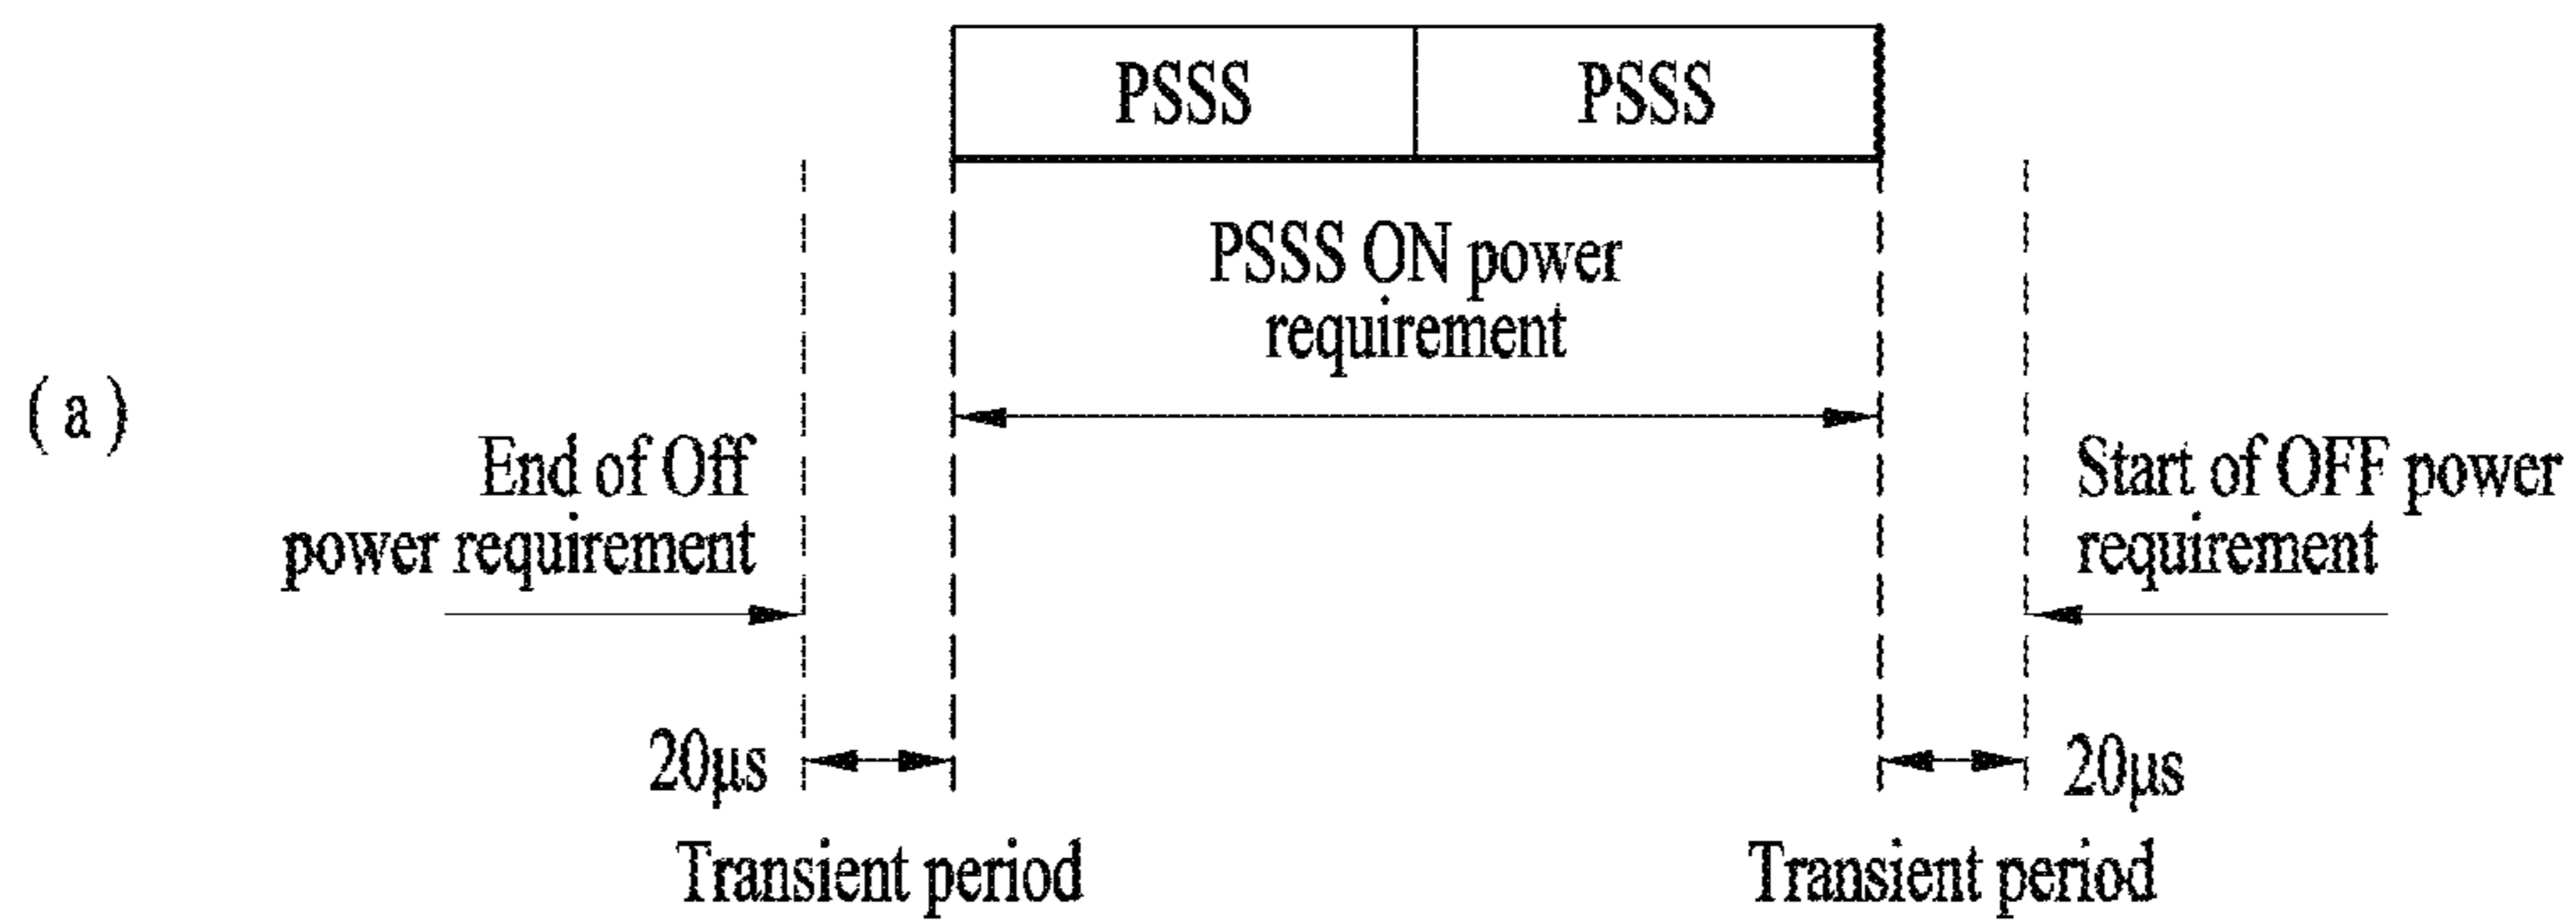 PSSS PSSS
PSSS ON power
requirement
( a )
End of Off
power requirement
Start of OFF power
requirement
20μs
20μs
Transient period
Transient period